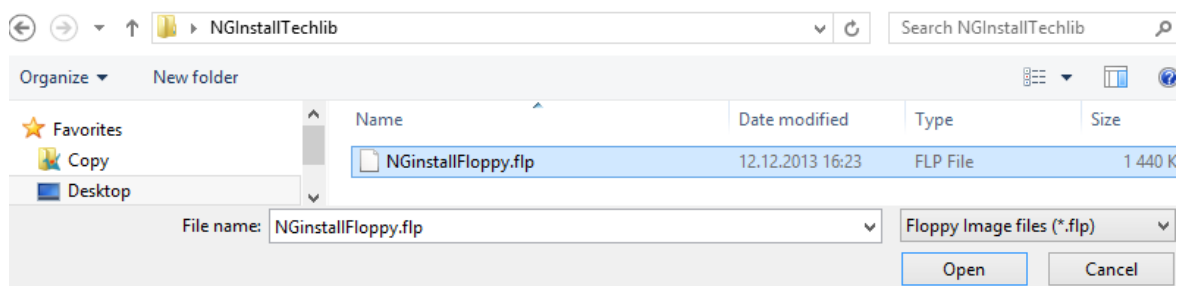 NGInstallTechlib Search NGInstallTechlib
Organize New folder
Name Date modified Type Size
Favorites
Copy NGinstallFloppy.flp 12.12.2013 16:23 FLP File 1 440 K
Desktop
File name: NGinstallFloppy.flp Floppy Image files (*.flp)
Open Cancel